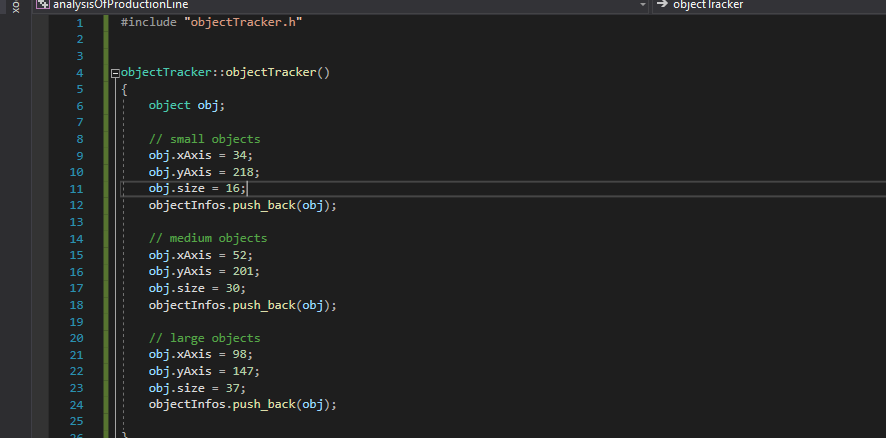 analysisOfProductionLine
objectTracker
1 #include "objectTracker.h"
2
3
4 objectTracker::objectTracker()
5 {
6 object obj;
7
8 // small objects
9 obj.xAxis = 34;
10 obj.yAxis = 218;
11 obj.size = 16;
12 objectInfos.push_back(obj);
13
14 // medium objects
15 obj.xAxis = 52;
16 obj.yAxis = 201;
17 obj.size = 30;
18 objectInfos.push_back(obj);
19
20 // large objects
21 obj.xAxis = 98;
22 obj.yAxis = 147;
23 obj.size = 37;
24 objectInfos.push_back(obj);
25
26 }